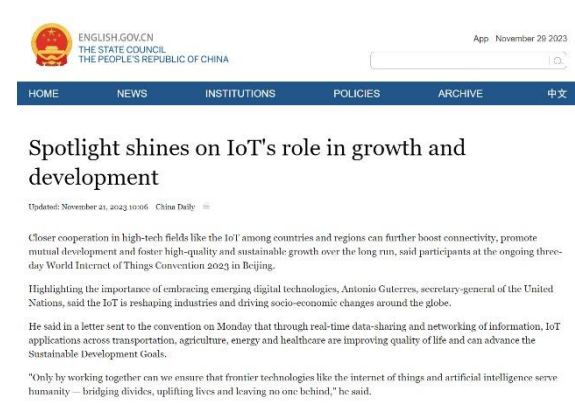 ENGLISH.GOV.CN
App November 29 2023
THE STATE COUNCIL
THE PEOPLE'S REPUBLIC OF CHINA
HOME NEWS INSTITUTIONS POLICIES ARCHIVE 中文
Spotlight shines on IoT's role in growth and
development
Updated: November 21, 2023 10:06 China Daily
Closer cooperation in high-tech fields like the IoT among countries and regions can further boost connectivity, promote
mutual development and foster high-quality and sustainable growth over the long run, said participants at the ongoing three-
day World Internet of Things Convention 2023 in Beijing.
Highlighting the importance of embracing emerging digital technologies, Antonio Guterres, secretary-general of the United
Nations, said the IoT is reshaping industries and driving socio-economic changes around the globe.
He said in a letter sent to the convention on Monday that through real-time data-sharing and networking of information, IoT
applications across transportation, agriculture, energy and healthcare are improving quality of life and can advance the
Sustainable Development Goals.
"Only by working together can we ensure that frontier technologies like the internet of things and artificial intelligence serve
humanity — bridging divides, uplifting lives and leaving no one behind," he said.